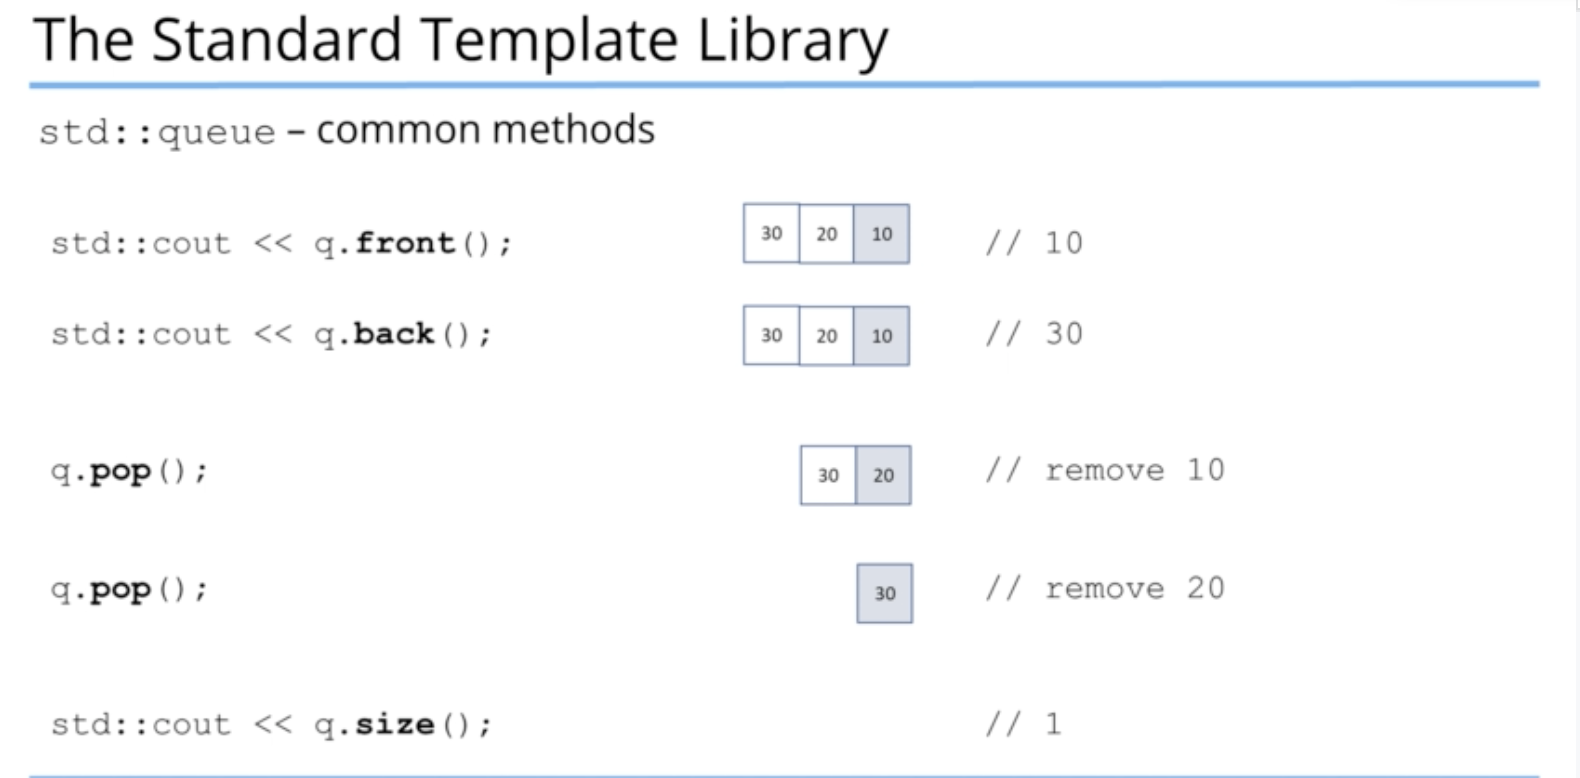 The Standard Template Library
std::queue – common methods
std::cout << q.front(); 30 20 10 // 10
std::cout << q.back(); 30 20 10 // 30
q.pop(); 30 20 // remove 10
q.pop(); 30 // remove 20
std::cout << q.size(); // 1